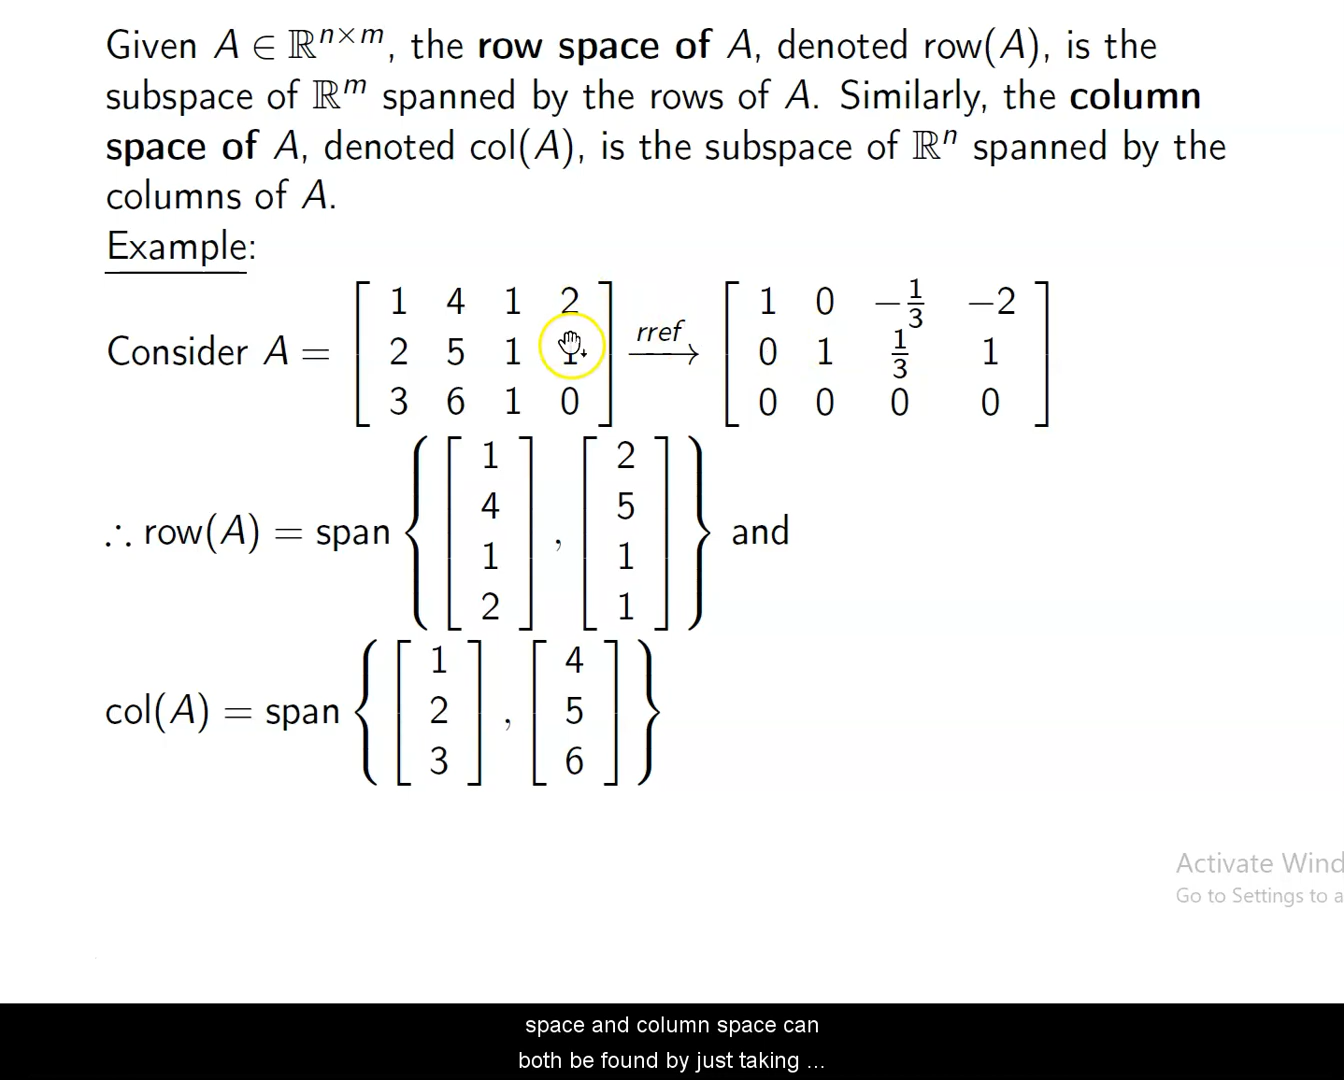 Given A ∈ ℝⁿˣᵐ, the row space of A, denoted row(A), is the
subspace of ℝᵐ spanned by the rows of A. Similarly, the column
space of A, denoted col(A), is the subspace of ℝⁿ spanned by the
columns of A.
Example:
1 4 1 2 1 0 −1/3 −2
Consider A = 2 5 1 1 rref → 0 1 1/3 1
3 6 1 0 0 0 0 0
∴ row(A) = span { [ 1 4 1 2 ] , [ 2 5 1 1 ] } and
col(A) = span { [ 1 2 3 ] , [ 4 5 6 ] }
Activate Wind
Go to Settings to a
space and column space can
both be found by just taking ...